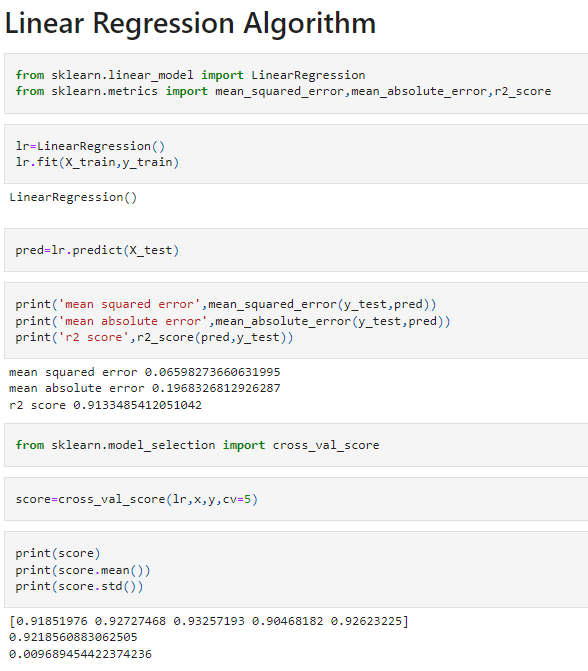 Linear Regression Algorithm
from sklearn.linear_model import LinearRegression
from sklearn.metrics import mean_squared_error,mean_absolute_error,r2_score
lr=LinearRegression()
lr.fit(X_train,y_train)
LinearRegression()
pred=lr.predict(X_test)
print('mean squared error',mean_squared_error(y_test,pred))
print('mean absolute error',mean_absolute_error(y_test,pred))
print('r2 score',r2_score(pred,y_test))
mean squared error 0.06598273660631995
mean absolute error 0.1968326812926287
r2 score 0.9133485412051042
from sklearn.model_selection import cross_val_score
score=cross_val_score(lr,x,y,cv=5)
print(score)
print(score.mean())
print(score.std())
[0.91851976 0.92727468 0.93257193 0.90468182 0.92623225]
0.9218560883062505
0.009689454422374236